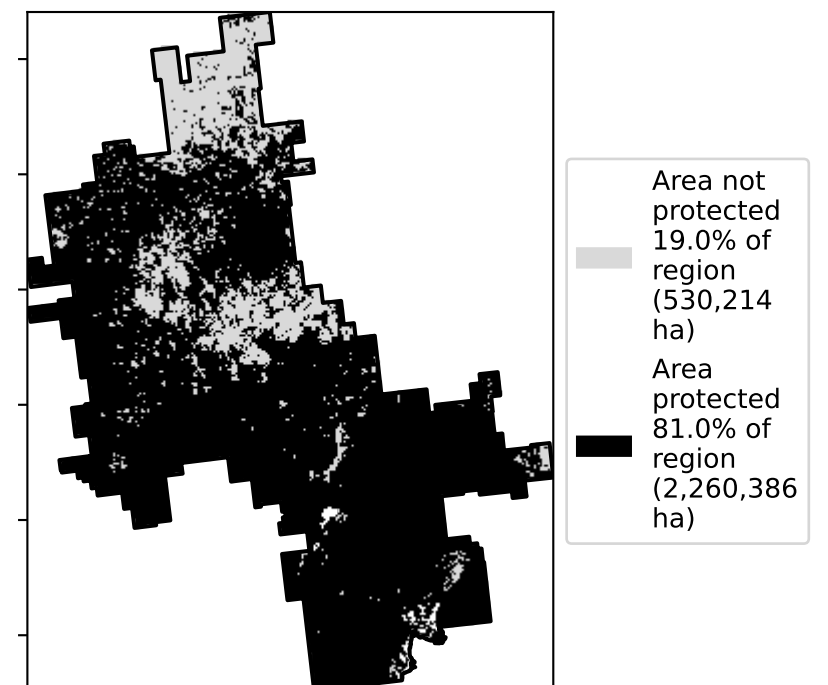 Area not
protected
19.0% of
region
(530,214
ha)
Area
protected
81.0% of
region
(2,260,386
ha)